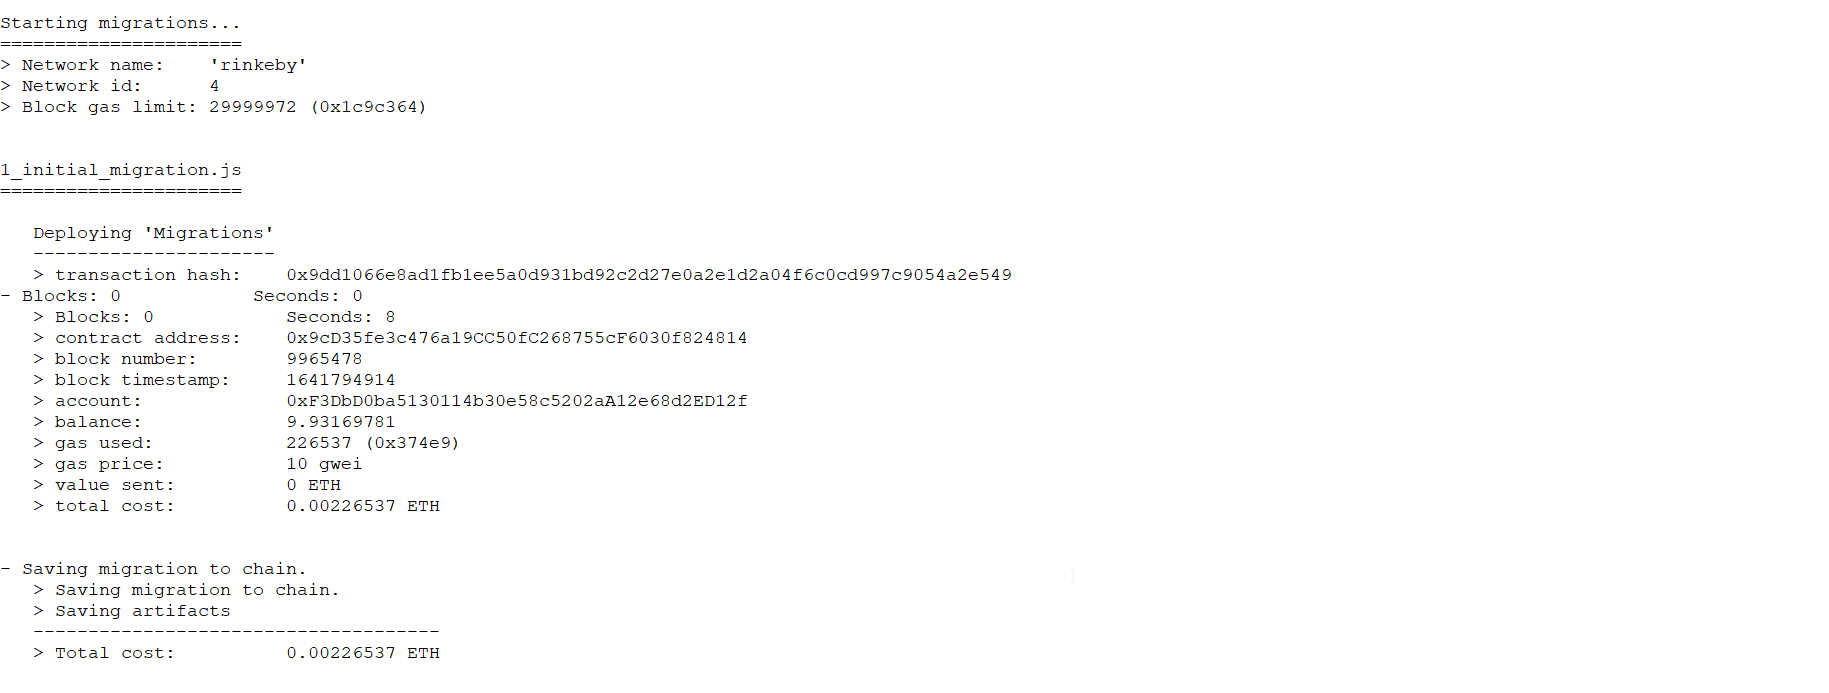 Starting migrations...
======================
> Network name:    'rinkeby'
> Network id:      4
> Block gas limit: 29999972 (0x1c9c364)
1_initial_migration.js
======================
   Deploying 'Migrations'
   ----------------------
   > transaction hash:    0x9dd1066e8ad1fb1ee5a0d931bd92c2d27e0a2e1d2a04f6c0cd997c9054a2e549
- Blocks: 0            Seconds: 0
   > Blocks: 0            Seconds: 8
   > contract address:    0x9cD35fe3c476a19CC50fC268755cF6030f824814
   > block number:        9965478
   > block timestamp:     1641794914
   > account:             0xF3DbD0ba5130114b30e58c5202aA12e68d2ED12f
   > balance:             9.93169781
   > gas used:            226537 (0x374e9)
   > gas price:           10 gwei
   > value sent:          0 ETH
   > total cost:          0.00226537 ETH
- Saving migration to chain.
   > Saving migration to chain.
   > Saving artifacts
   -------------------------------------
   > Total cost:          0.00226537 ETH